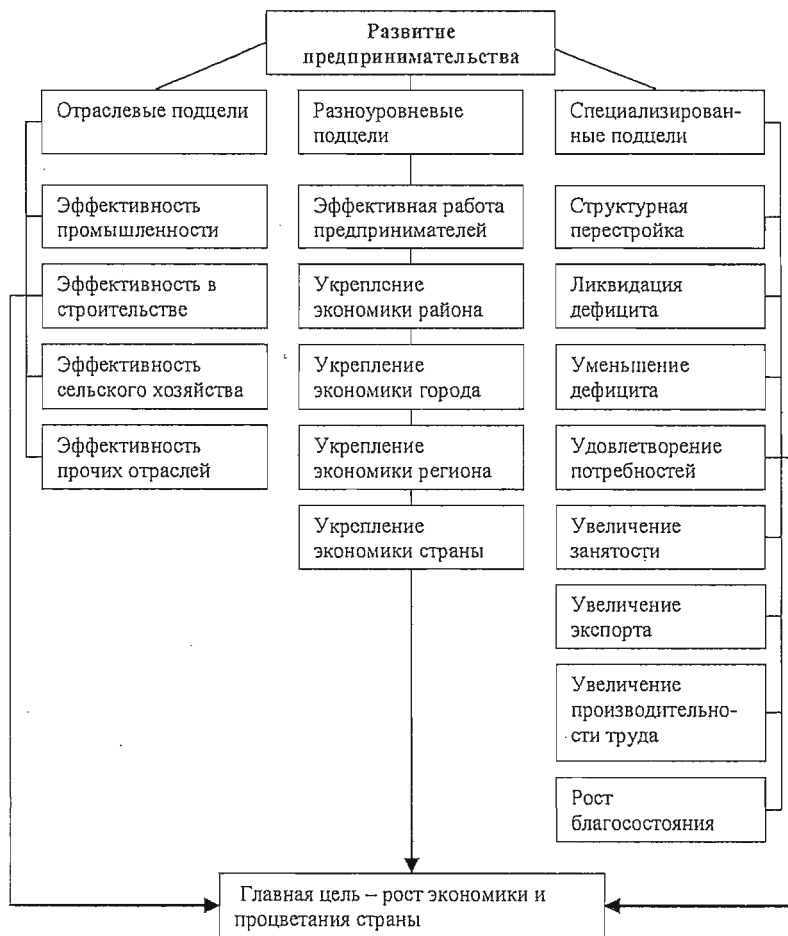 Развитие
предпринимательства
Отраслевые подцели
Эффективность
промышленности
Эффективность в
строительстве
Эффективность
сельского хозяйства
Эффективность
прочих отраслей
Разноуровневые
подцели
Эффективная работа
предпринимателей
Укрепление
экономики района
Укрепление
экономики города
Укрепление
экономики региона
Укрепление
экономики страны
Специализирован-
ные подцели
Структурная
перестройка
Ликвидация
дефицита
Уменьшение
дефицита
Удовлетворение
потребностей
Увеличение
занятости
Увеличение
экспорта
Увеличение
производительно-
сти труда
Рост
благосостояния
Главная цель – рост экономики и
процветания страны